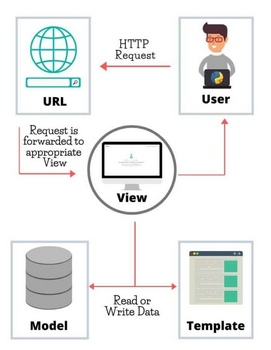 HTTP
Request
URL
User
Request is
forwarded to
appropriate
View
View
Read or
Write Data
Model
Template